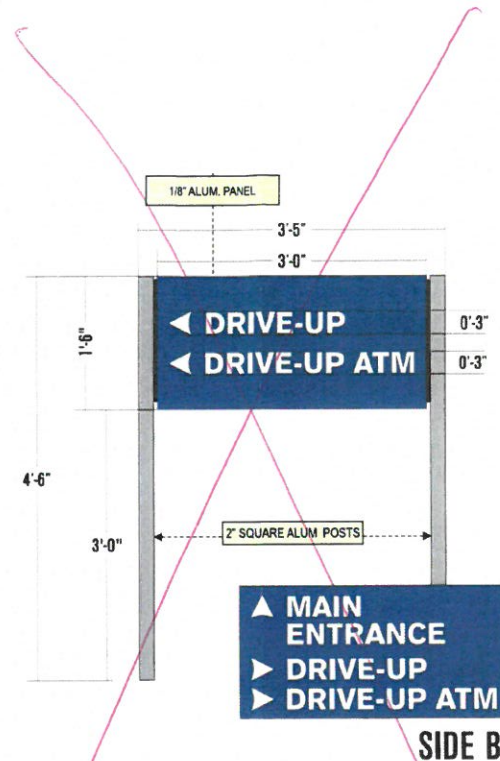 1/8" ALUM. PANEL
3'-5"
3'-0"
1'-6"
◄ DRIVE-UP
0'-3"
◄ DRIVE-UP ATM
0'-3"
4'-6"
3'-0"
2" SQUARE ALUM POSTS
▲ MAIN
ENTRANCE
► DRIVE-UP
► DRIVE-UP ATM
SIDE B